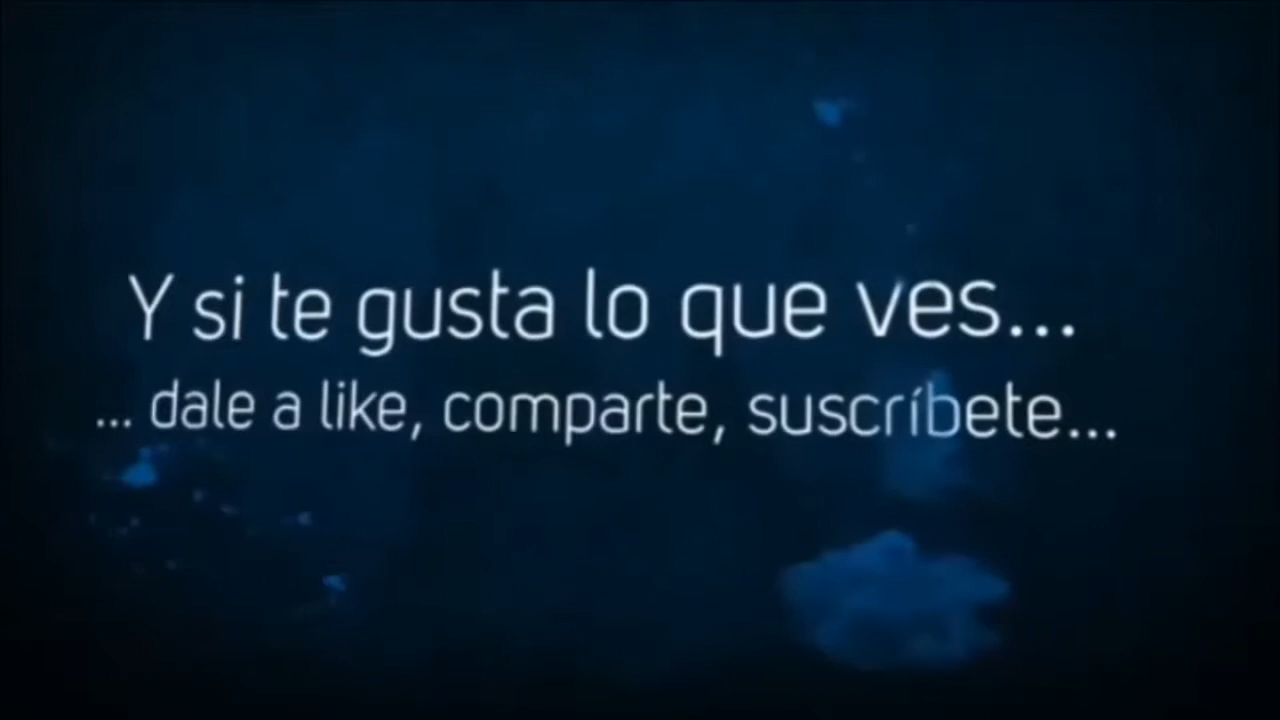 Y si te gusta lo que ves...
... dale a like, comparte, suscríbete...